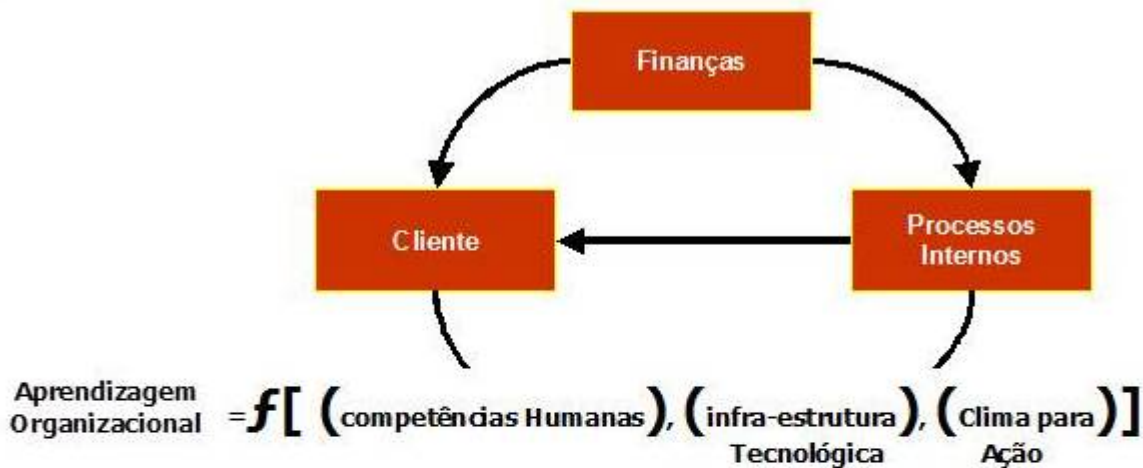 Finanças
Cliente
Processos
Internos
Aprendizagem
Organizacional = f [ (competências Humanas), (infra-estrutura), (Clima para)]
Tecnológica Ação